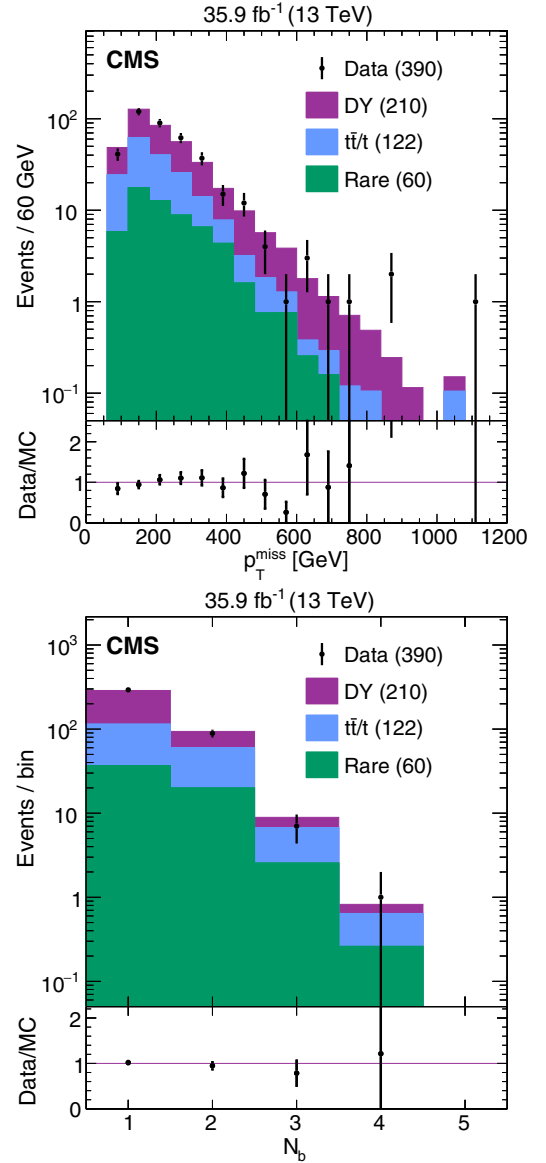 35.9 fb⁻¹ (13 TeV)
CMS
Data (390)
DY (210)
tt̄/t (122)
Rare (60)
Events / 60 GeV
10²
10
1
10⁻¹
Data/MC
2
1
0
0 200 400 600 800 1000 1200
p_T^miss [GeV]
35.9 fb⁻¹ (13 TeV)
CMS
Data (390)
DY (210)
tt̄/t (122)
Rare (60)
Events / bin
10³
10²
10
1
10⁻¹
Data/MC
2
1
0
1 2 3 4 5
N_b